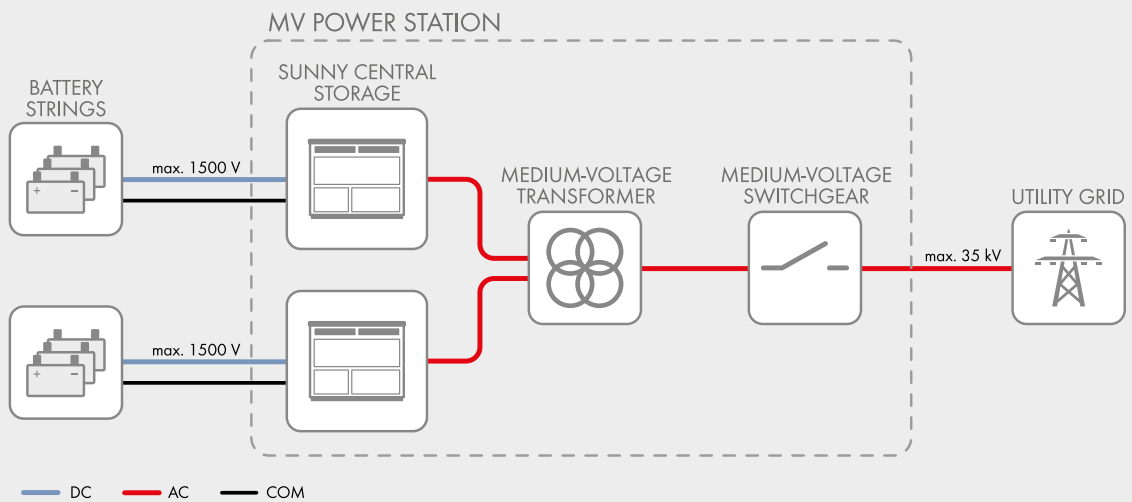 MV POWER STATION
BATTERY
STRINGS
SUNNY CENTRAL
STORAGE
max. 1500 V
MEDIUM-VOLTAGE
TRANSFORMER
MEDIUM-VOLTAGE
SWITCHGEAR
UTILITY GRID
max. 35 kV
max. 1500 V
DC
AC
COM